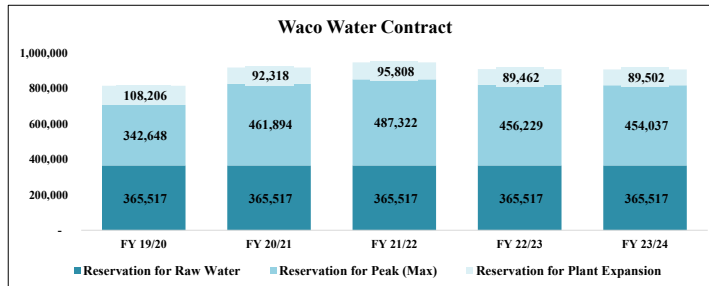 Waco Water Contract
1,000,000
800,000
600,000
400,000
200,000
-
108,206 92,318 95,808 89,462 89,502
342,648 461,894 487,322 456,229 454,037
365,517 365,517 365,517 365,517 365,517
FY 19/20 FY 20/21 FY 21/22 FY 22/23 FY 23/24
Reservation for Raw Water Reservation for Peak (Max) Reservation for Plant Expansion